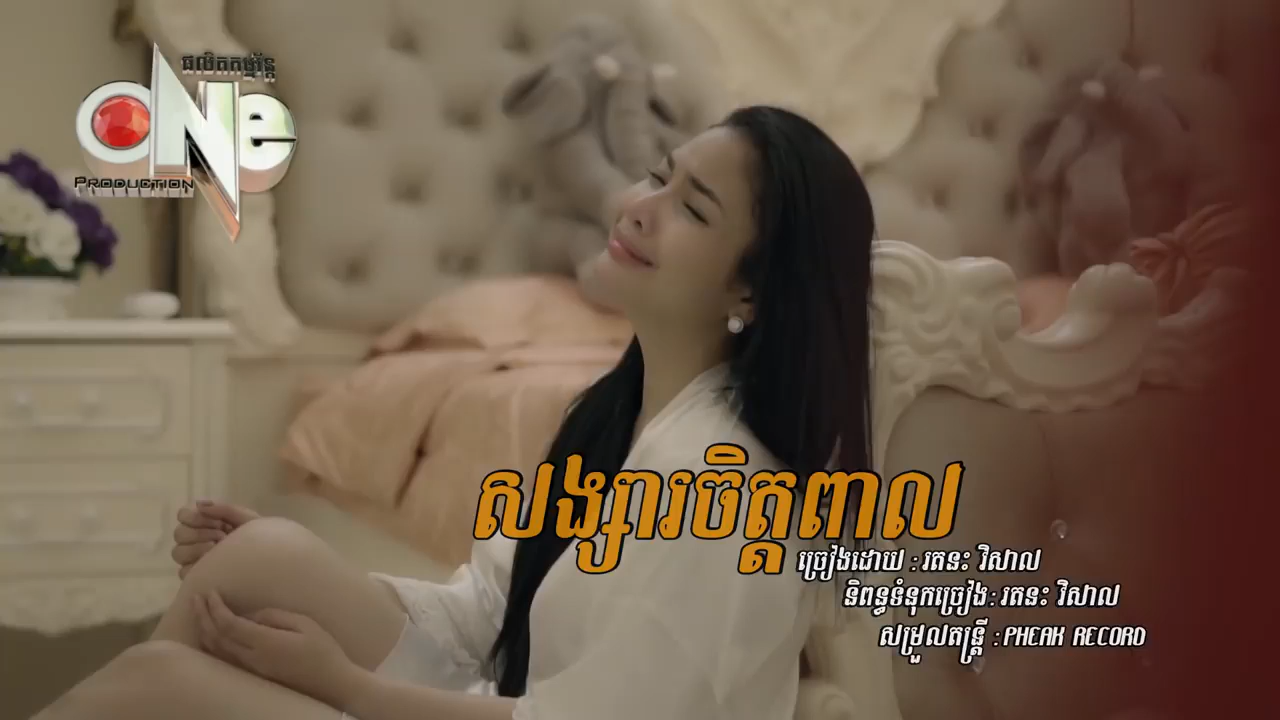 ផលិតកម្មវ័ន្ត
ONe
PRODUCTION
សង្សារចិត្តពាល
ច្រៀងដោយ : រតនះ វិសាល
និពន្ធទំនុកច្រៀង : រតនះ វិសាល
សម្រួលតន្ត្រី : PHEAK RECORD